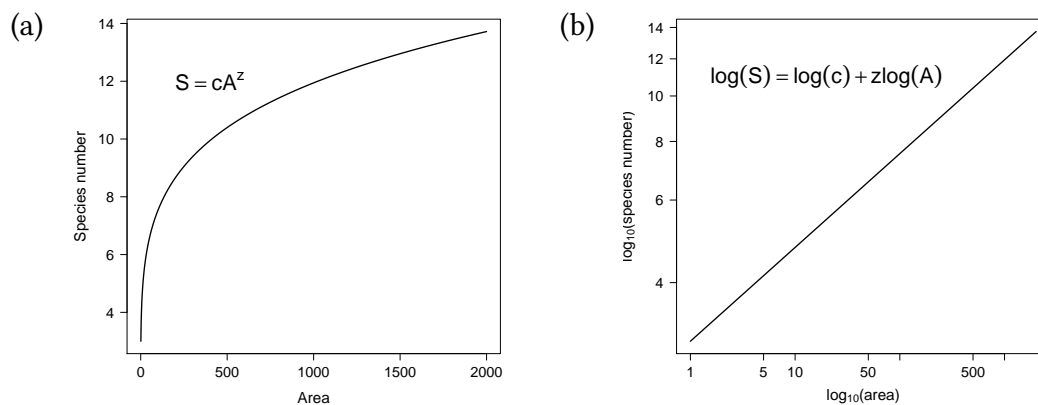 (a)
S = cA^z
Species number
14
12
10
8
6
4
0 500 1000 1500 2000
Area
(b)
log(S) = log(c) + zlog(A)
log₁₀(species number)
14
12
10
8
6
4
1 5 10 50 500
log₁₀(area)